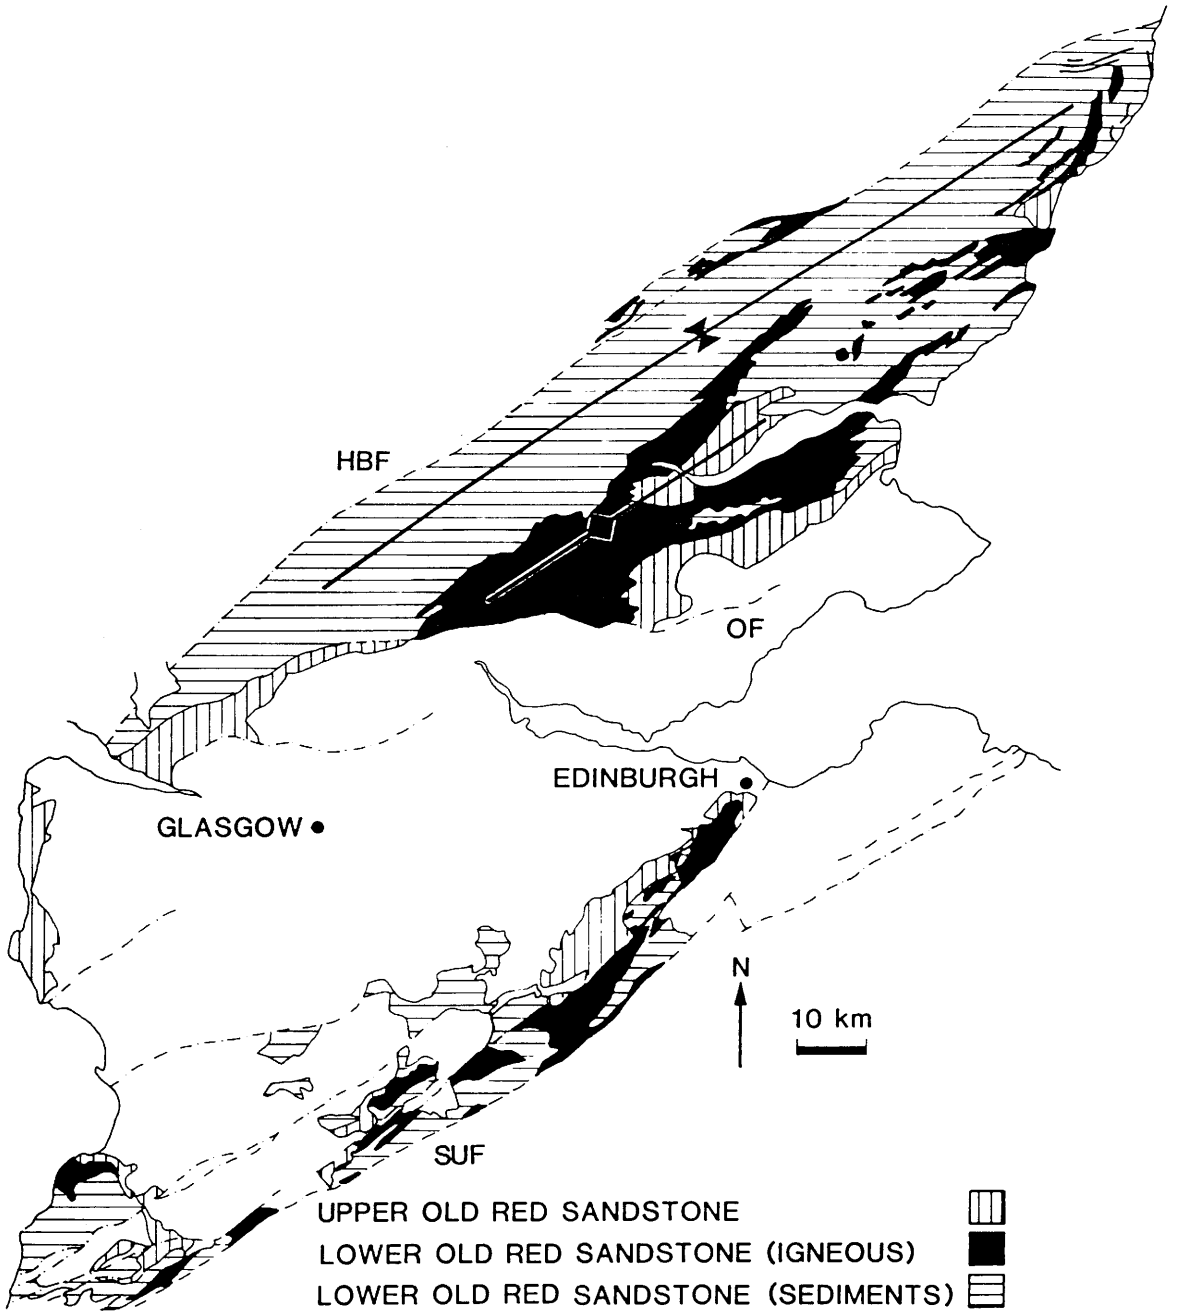 HBF
OF
EDINBURGH
GLASGOW
N
10 km
SUF
UPPER OLD RED SANDSTONE
LOWER OLD RED SANDSTONE (IGNEOUS)
LOWER OLD RED SANDSTONE (SEDIMENTS)